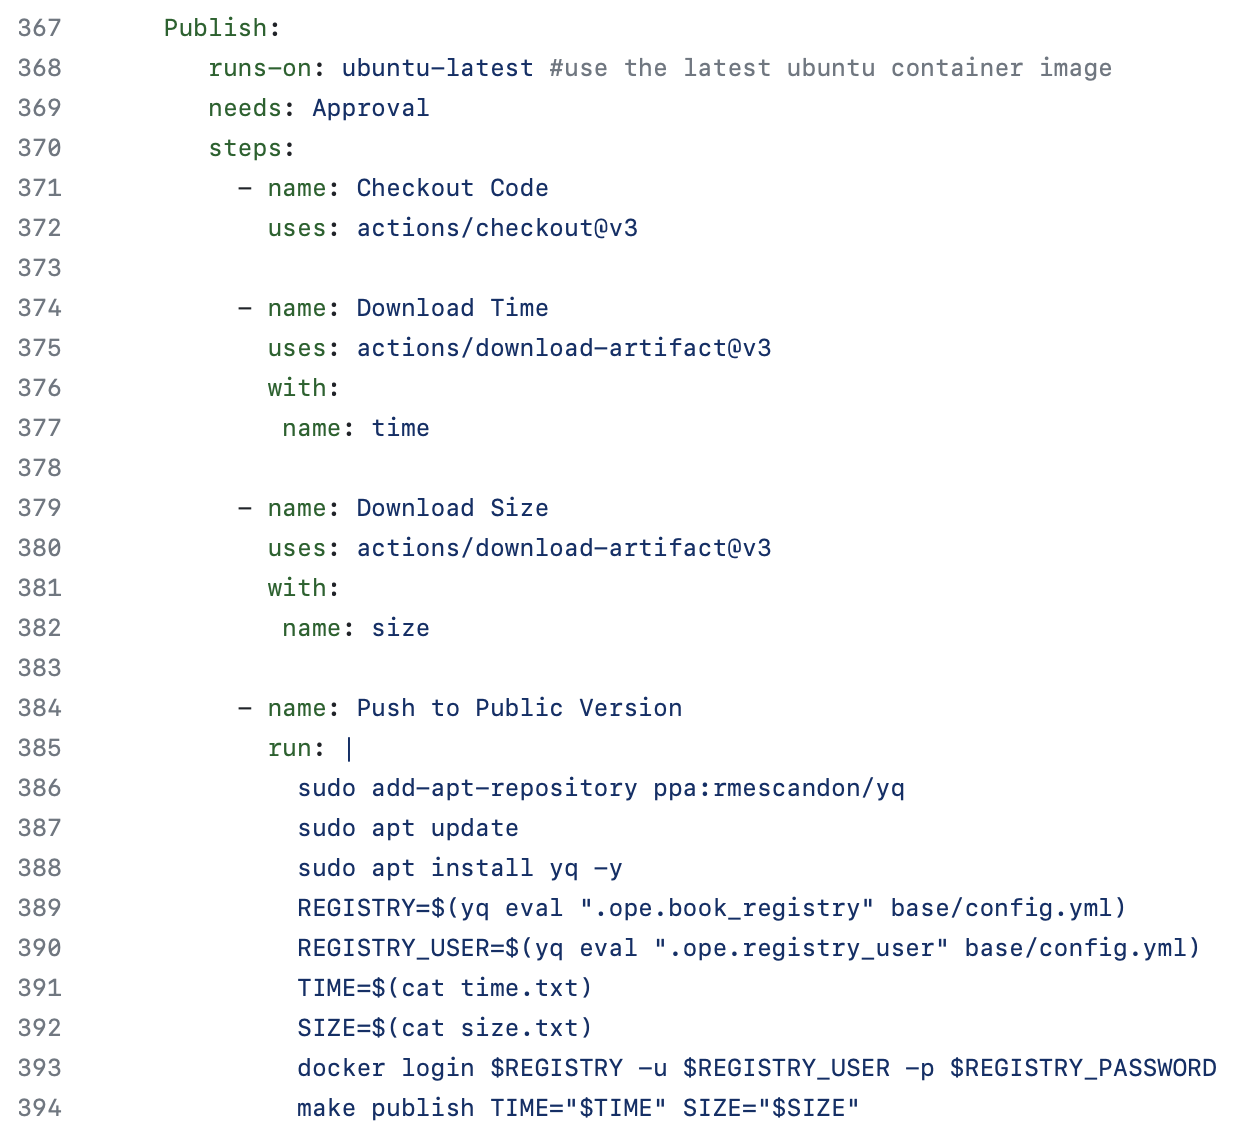 367 Publish:
368 runs-on: ubuntu-latest #use the latest ubuntu container image
369 needs: Approval
370 steps:
371 - name: Checkout Code
372 uses: actions/checkout@v3
373
374 - name: Download Time
375 uses: actions/download-artifact@v3
376 with:
377 name: time
378
379 - name: Download Size
380 uses: actions/download-artifact@v3
381 with:
382 name: size
383
384 - name: Push to Public Version
385 run: |
386 sudo add-apt-repository ppa:rmescandon/yq
387 sudo apt update
388 sudo apt install yq -y
389 REGISTRY=$(yq eval ".ope.book_registry" base/config.yml)
390 REGISTRY_USER=$(yq eval ".ope.registry_user" base/config.yml)
391 TIME=$(cat time.txt)
392 SIZE=$(cat size.txt)
393 docker login $REGISTRY -u $REGISTRY_USER -p $REGISTRY_PASSWORD
394 make publish TIME="$TIME" SIZE="$SIZE"